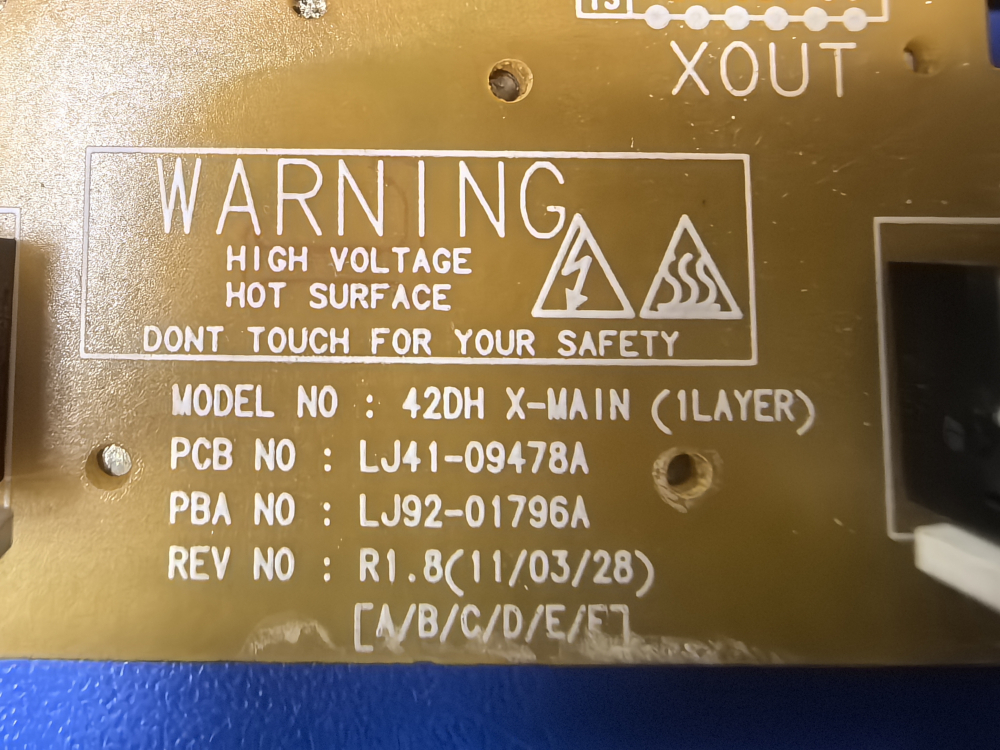 XOUT
WARNING
HIGH VOLTAGE
HOT SURFACE
DONT TOUCH FOR YOUR SAFETY
MODEL NO : 42DH X-MAIN (1LAYER)
PCB NO : LJ41-09478A
PBA NO : LJ92-01796A
REV NO : R1.8(11/03/28)
[A/B/C/D/E/F]